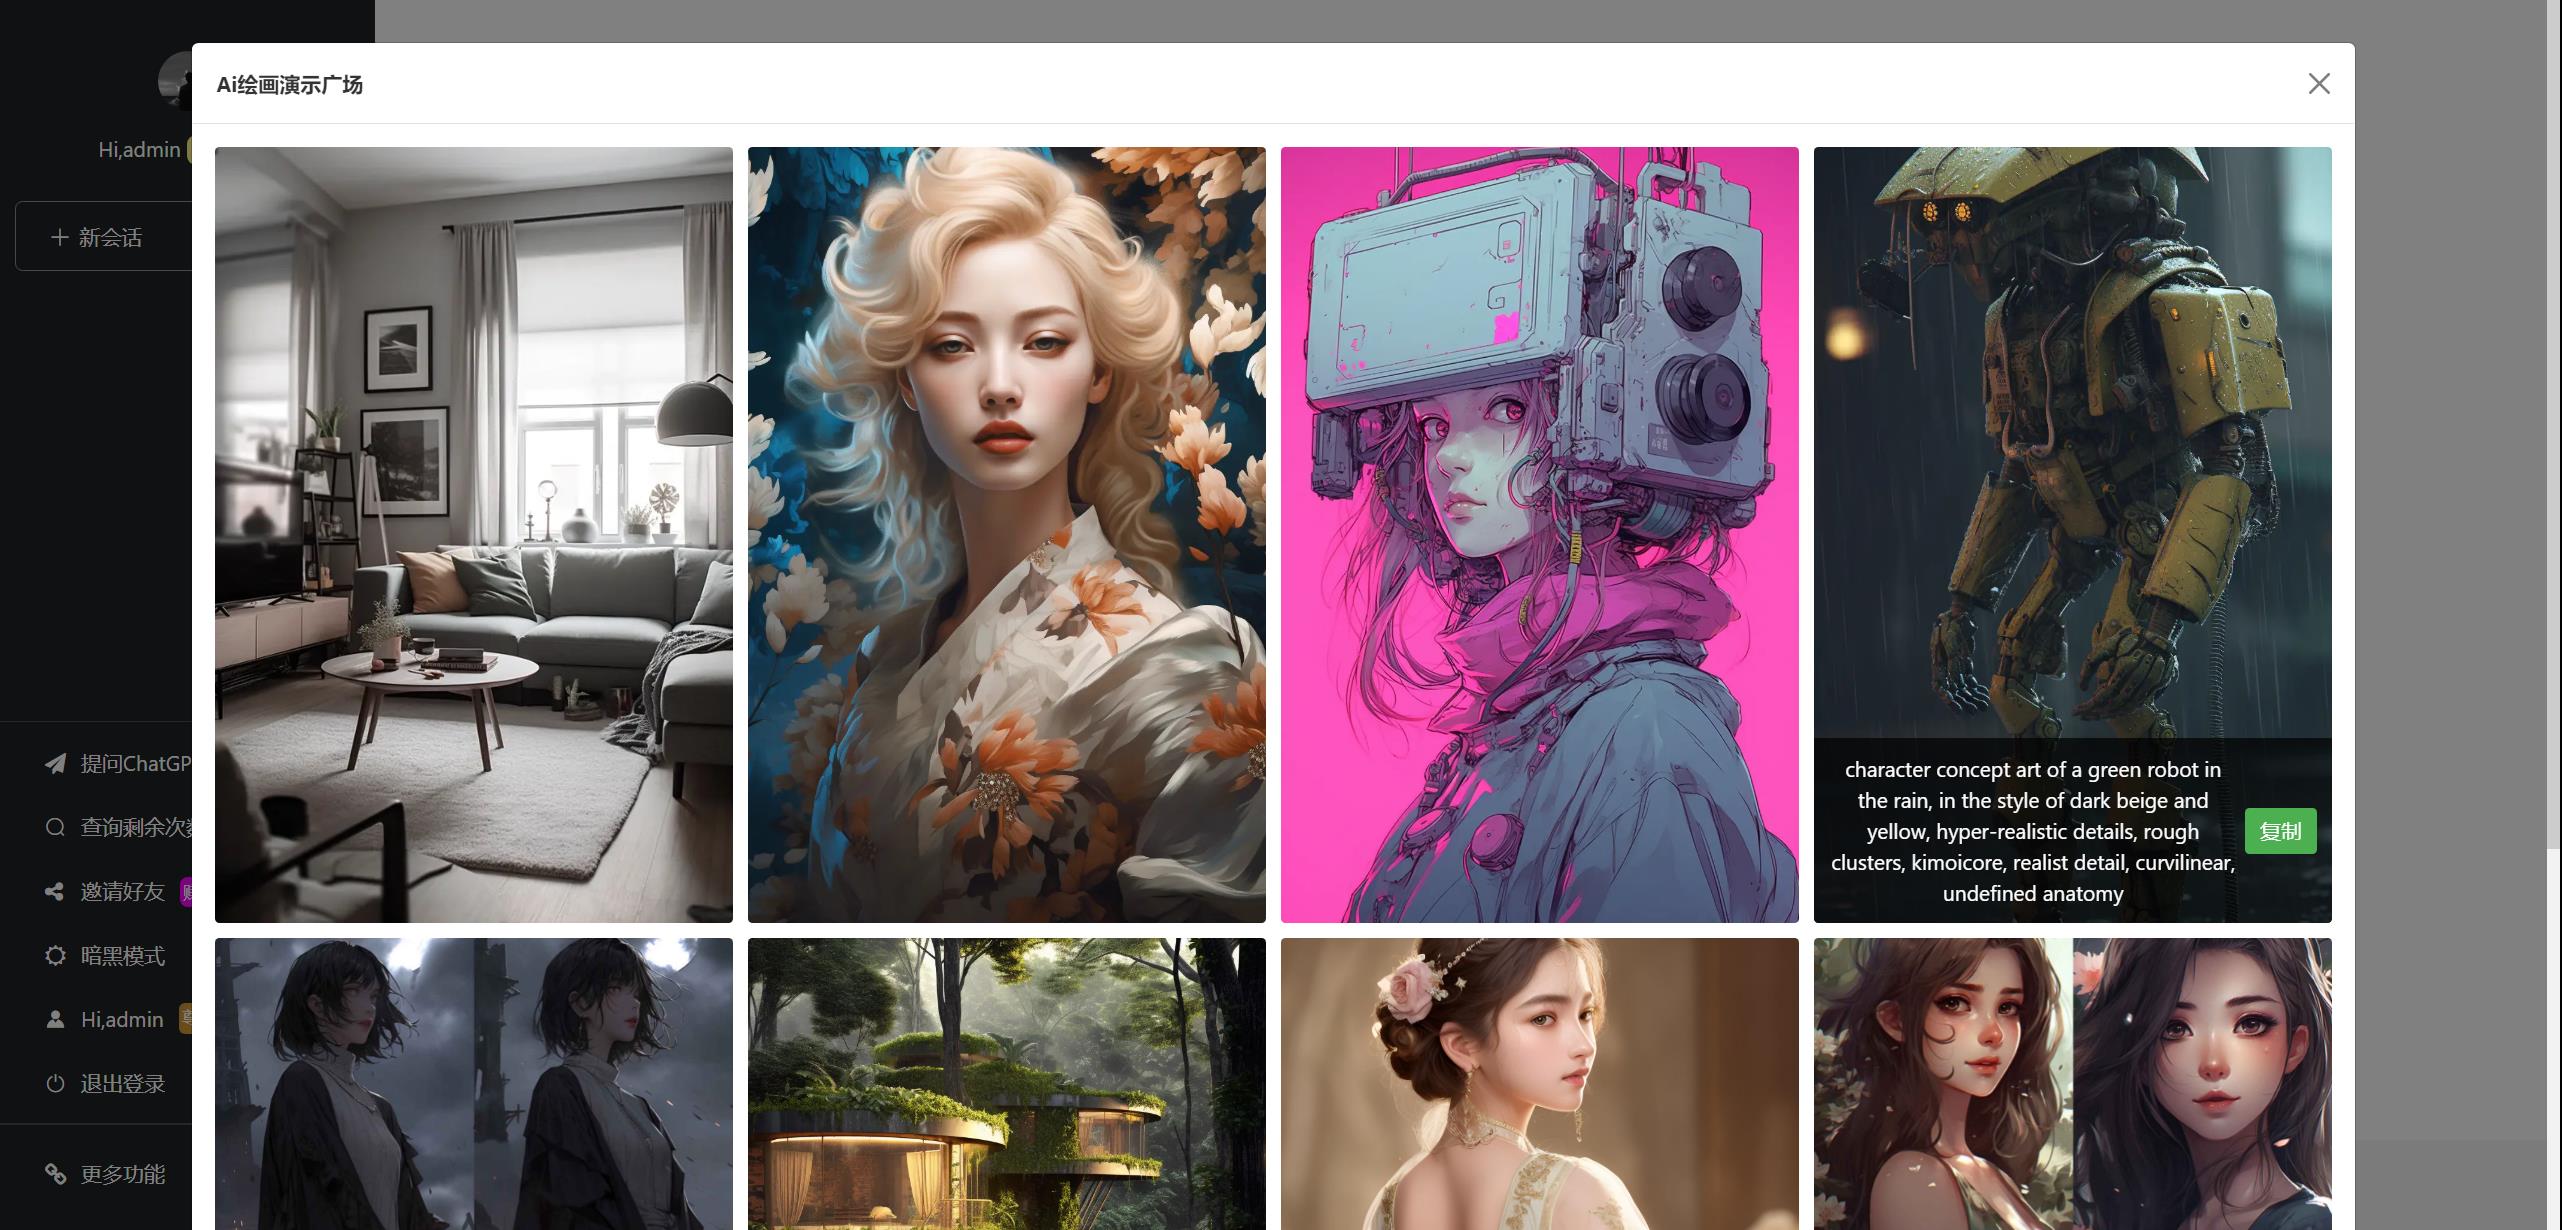 Ai绘画演示广场
Hi,admin
新会话
提问ChatGP
查询剩余次
邀请好友
暗黑模式
Hi,admin
退出登录
更多功能
character concept art of a green robot in
the rain, in the style of dark beige and
yellow, hyper-realistic details, rough
clusters, kimoicore, realist detail, curvilinear,
undefined anatomy
复制